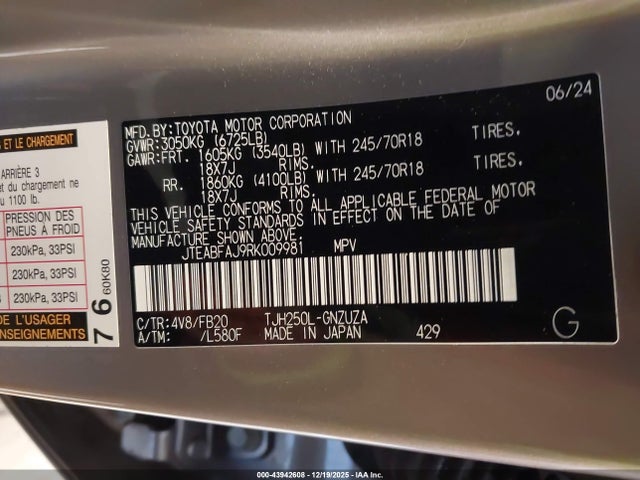 06/24
MFD.BY:TOYOTA MOTOR CORPORATION
GVWR:3050KG (6725LB)
GAWR:FRT. 1605KG (3540LB) WITH 245/70R18 TIRES.
18X7J RIMS.
RR. 1860KG (4100LB) WITH 245/70R18 TIRES.
18X7J RIMS.
THIS VEHICLE CONFORMS TO ALL APPLICABLE FEDERAL MOTOR
VEHICLE SAFETY STANDARDS IN EFFECT ON THE DATE OF
MANUFACTURE SHOWN ABOVE.
JTEABFAJ9RK009981 MPV
C/TR:4V8/FB20 TJH250L-GNZUZA
A/TM: /L580F MADE IN JAPAN 429
G
ET LE CHARGEMENT
ARRIÈRE 3
et du chargement ne
1100 lb.
PRESSION DES
PNEUS À FROID
230kPa, 33PSI
230kPa, 33PSI
230kPa, 33PSI
DE L'USAGER
RENSEIGNEMENTS
7 6 60K80
000-43942608 - 12/19/2025 - IAA Inc.